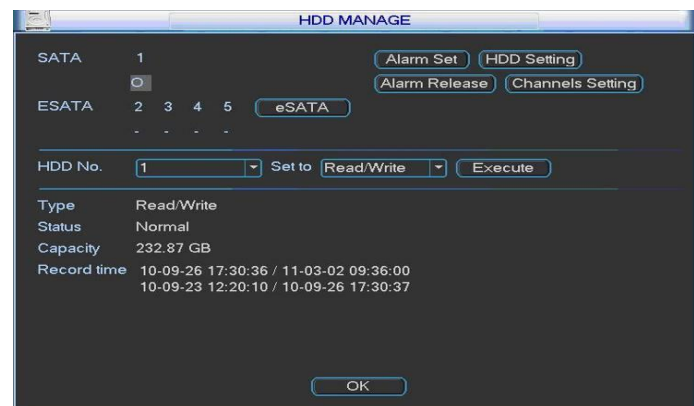 HDD MANAGE
SATA 1 Alarm Set HDD Setting
O Alarm Release Channels Setting
ESATA 2 3 4 5 eSATA
- - - -
HDD No. 1 Set to Read/Write Execute
Type Read/Write
Status Normal
Capacity 232.87 GB
Record time 10-09-26 17:30:36 / 11-03-02 09:36:00
10-09-23 12:20:10 / 10-09-26 17:30:37
OK